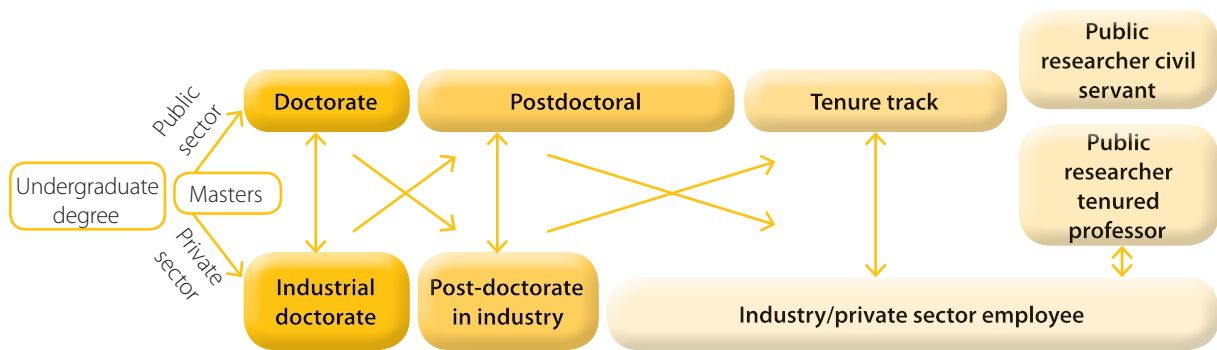 Public
researcher civil
servant
Doctorate
Postdoctoral
Tenure track
Public
sector
Public
researcher
tenured
professor
Undergraduate
degree
Masters
Private
sector
Industrial
doctorate
Post-doctorate
in industry
Industry/private sector employee